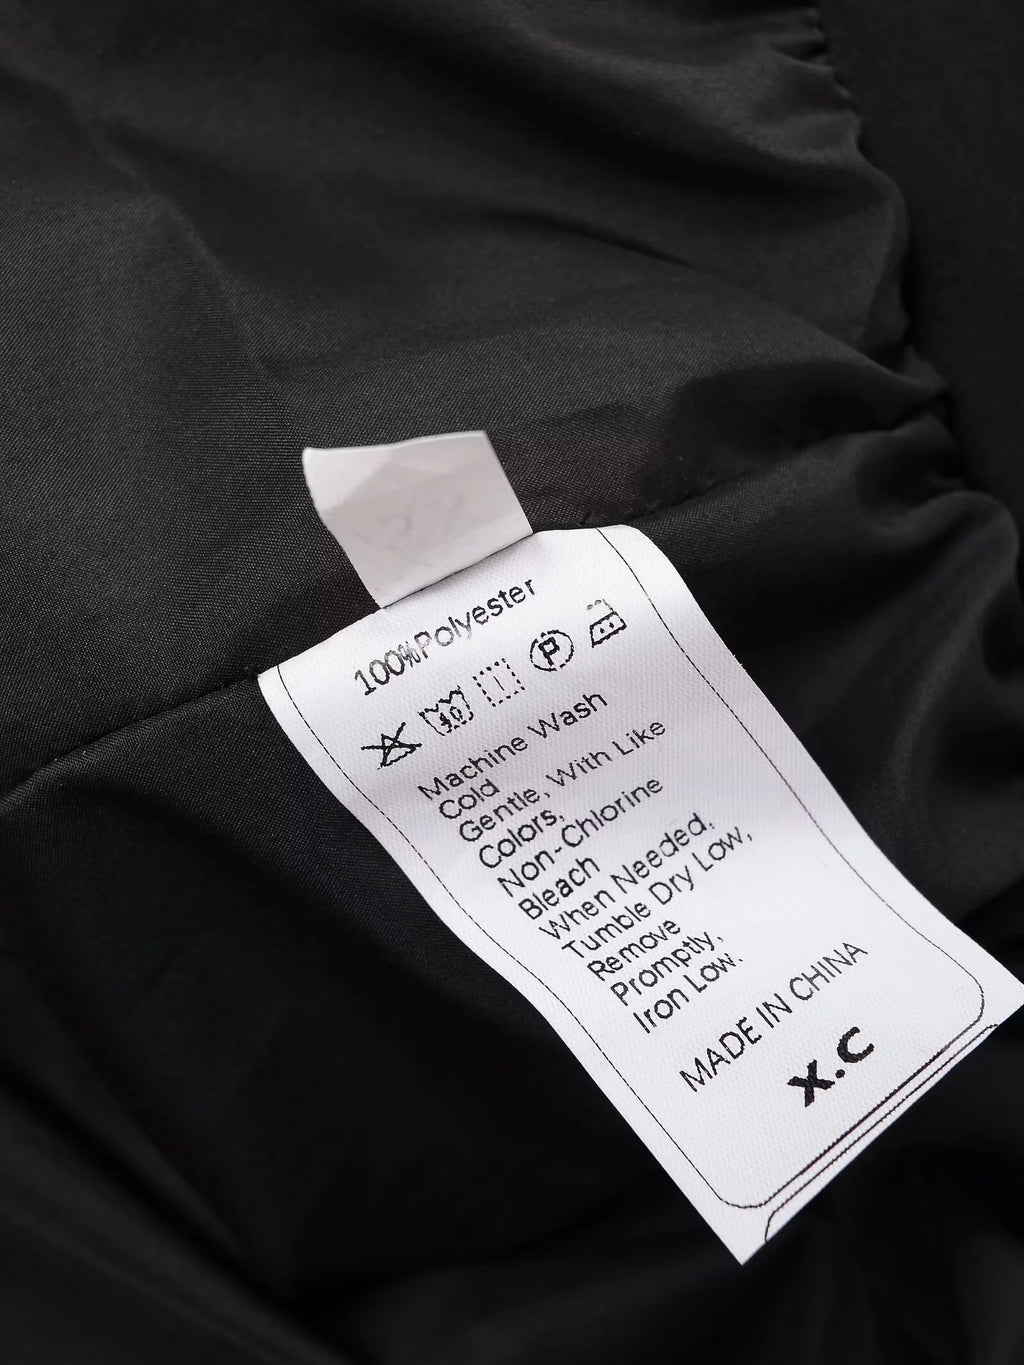 100%Polyester
40
P
Machine Wash
Cold
Gentle, With Like
Colors,
Non-Chlorine
Bleach
When Needed,
Tumble Dry Low,
Remove
Promptly,
Iron Low.
MADE IN CHINA
X.C